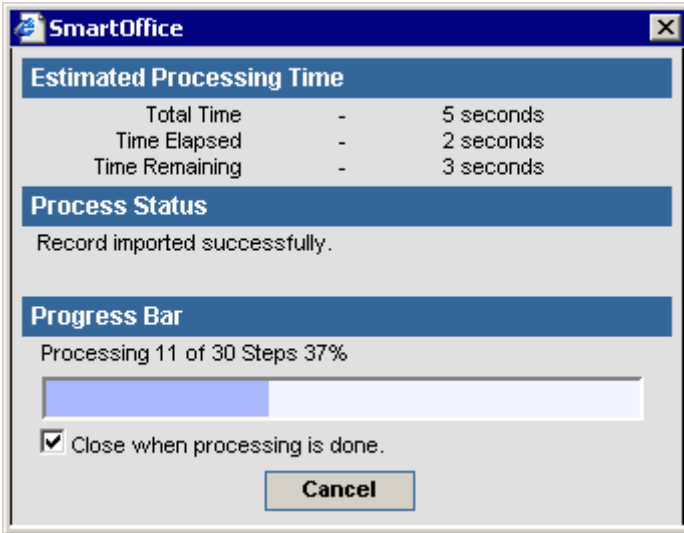 SmartOffice
Estimated Processing Time
Total Time - 5 seconds
Time Elapsed - 2 seconds
Time Remaining - 3 seconds
Process Status
Record imported successfully.
Progress Bar
Processing 11 of 30 Steps 37%
Close when processing is done.
Cancel